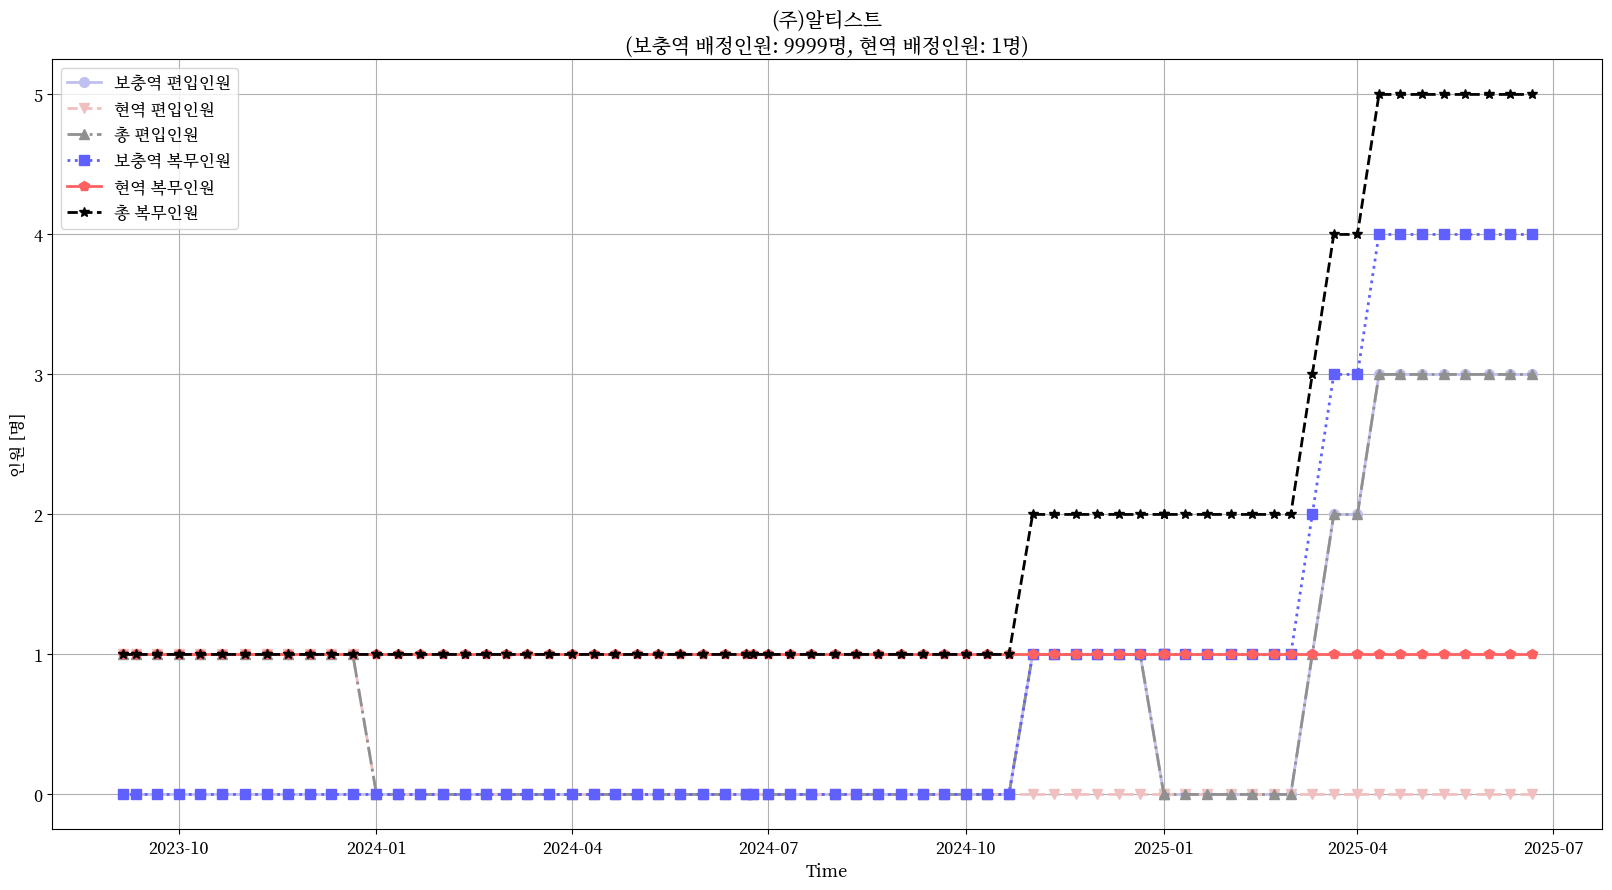 (주)알티스트
(보충역 배정인원: 9999명, 현역 배정인원: 1명)
보충역 편입인원
현역 편입인원
총 편입인원
보충역 복무인원
현역 복무인원
총 복무인원
인원 [명]
5
4
3
2
1
0
2023-10
2024-01
2024-04
2024-07
2024-10
2025-01
2025-04
2025-07
Time